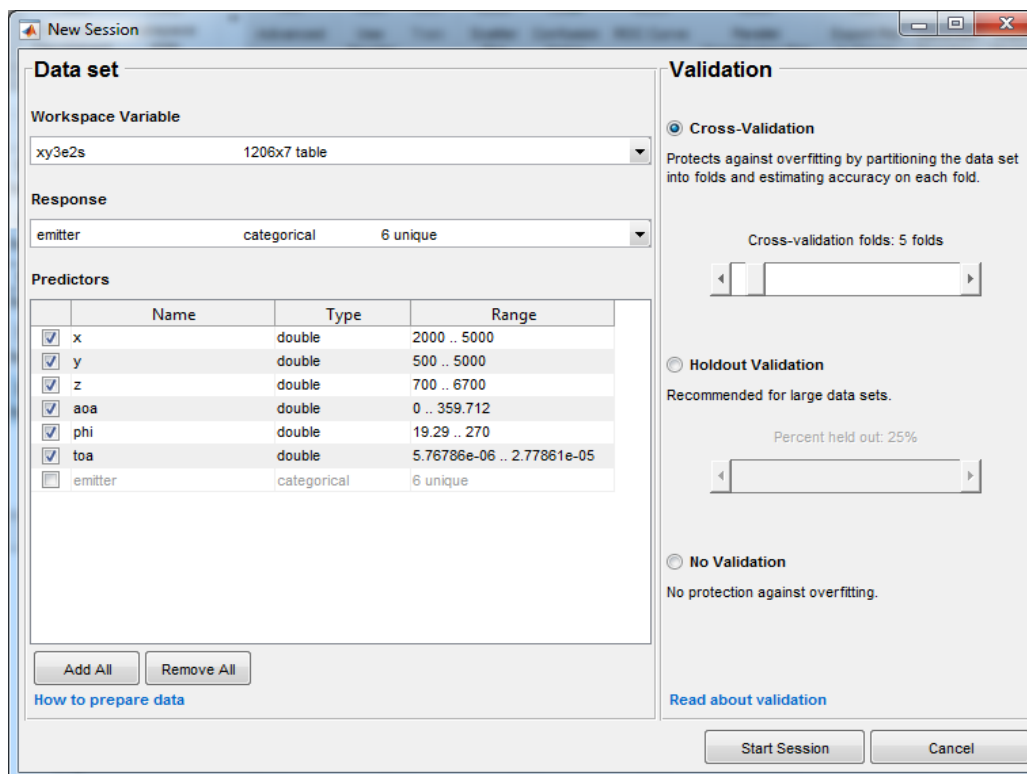 New Session
Data set
Workspace Variable
xy3e2s 1206x7 table
Response
emitter categorical 6 unique
Predictors
Name Type Range
x double 2000 .. 5000
y double 500 .. 5000
z double 700 .. 6700
aoa double 0 .. 359.712
phi double 19.29 .. 270
toa double 5.76786e-06 .. 2.77861e-05
emitter categorical 6 unique
Add All Remove All
How to prepare data
Validation
Cross-Validation
Protects against overfitting by partitioning the data set
into folds and estimating accuracy on each fold.
Cross-validation folds: 5 folds
Holdout Validation
Recommended for large data sets.
Percent held out: 25%
No Validation
No protection against overfitting.
Read about validation
Start Session Cancel